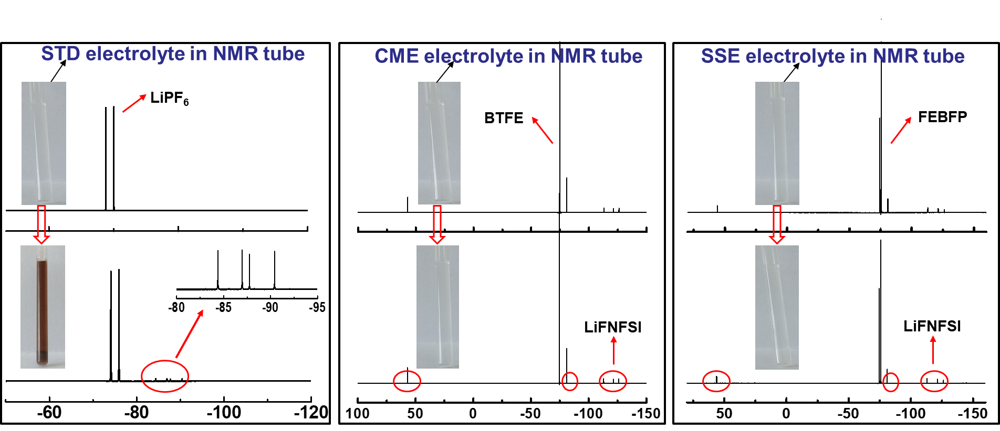 STD electrolyte in NMR tube
LiPF6
-80 -85 -90 -95
-60 -80 -100 -120
CME electrolyte in NMR tube
BTFE
LiFNFSI
100 50 0 -50 -100 -150
SSE electrolyte in NMR tube
FEBFP
LiFNFSI
50 0 -50 -100 -150